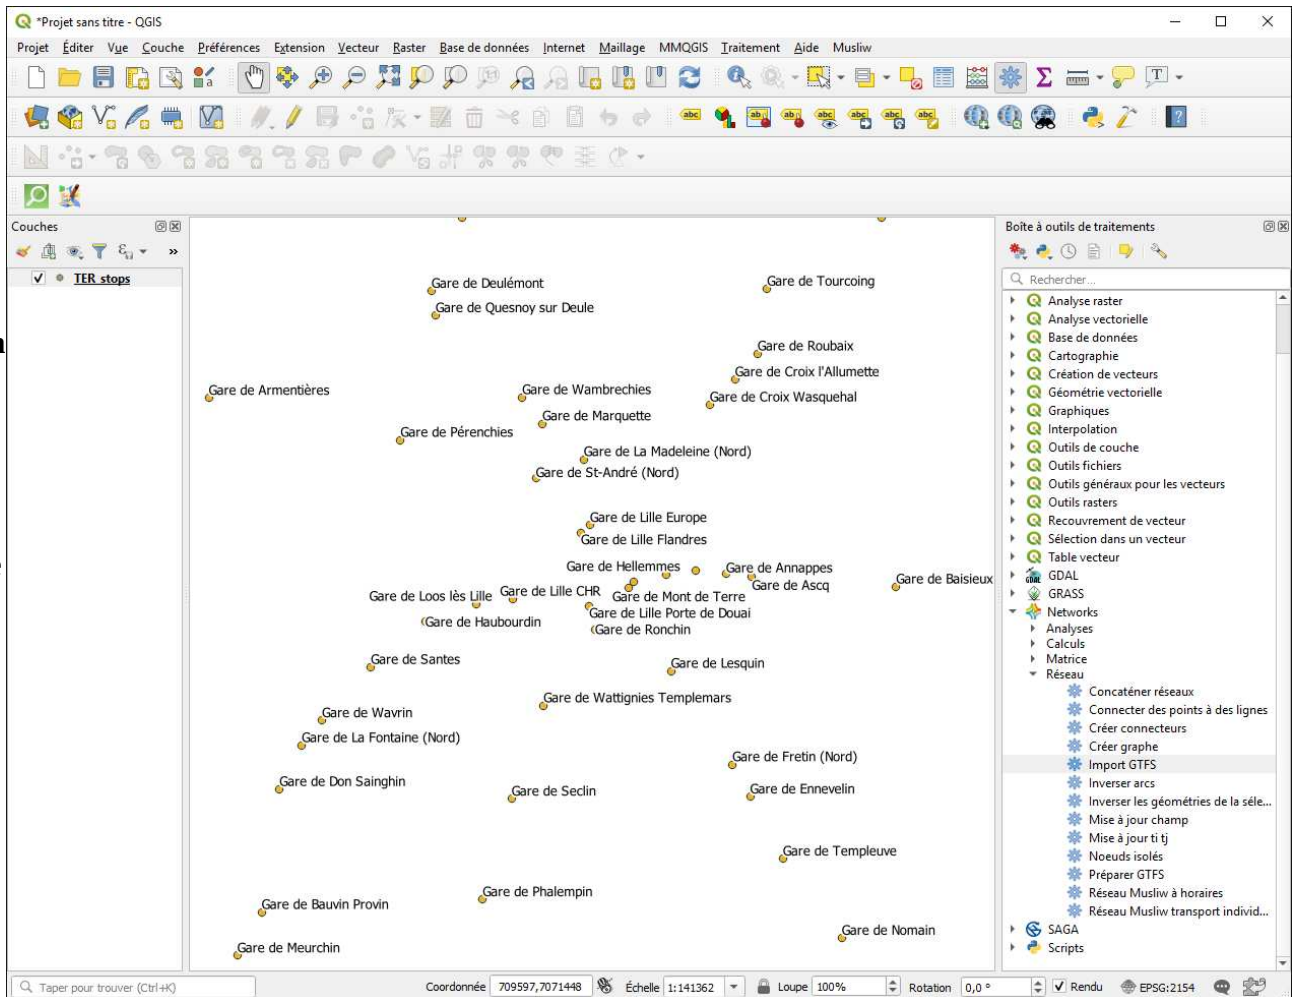 *Projet sans titre - QGIS
Projet Éditer Vue Couche Préférences Extension Vecteur Raster Base de données Internet Maillage MMQGIS Traitement Aide Musliw
Couches
TER stops
Gare de Deulémont
Gare de Tourcoing
Gare de Quesnoy sur Deule
Gare de Roubaix
Gare de Croix l'Allumette
Gare de Armentières
Gare de Wambrechies
Gare de Croix Wasquehal
Gare de Marquette
Gare de Pérenchies
Gare de La Madeleine (Nord)
Gare de St-André (Nord)
Gare de Lille Europe
Gare de Lille Flandres
Gare de Hellemmes
Gare de Annappes
Gare de Ascq
Gare de Baisieux
Gare de Loos lès Lille
Gare de Lille CHR
Gare de Mont de Terre
Gare de Lille Porte de Douai
Gare de Haubourdin
Gare de Ronchin
Gare de Santes
Gare de Lesquin
Gare de Wattignies Templemars
Gare de Wavrin
Gare de La Fontaine (Nord)
Gare de Fretin (Nord)
Gare de Don Sainghin
Gare de Seclin
Gare de Ennevelin
Gare de Templeuve
Gare de Phalempin
Gare de Bauvin Provin
Gare de Nomain
Gare de Meurchin
Boîte à outils de traitements
Rechercher...
Analyse raster
Analyse vectorielle
Base de données
Cartographie
Création de vecteurs
Géométrie vectorielle
Graphiques
Interpolation
Outils de couche
Outils fichiers
Outils généraux pour les vecteurs
Outils rasters
Recouvrement de vecteur
Sélection dans un vecteur
Table vecteur
GDAL
GRASS
Networks
Analyses
Calculs
Matrice
Réseau
Concaténer réseaux
Connecter des points à des lignes
Créer connecteurs
Créer graphe
Import GTFS
Inverser arcs
Inverser les géométries de la séle...
Mise à jour champ
Mise à jour ti tj
Noeuds isolés
Préparer GTFS
Réseau Musliw à horaires
Réseau Musliw transport individ...
SAGA
Scripts
Taper pour trouver (Ctrl+K) Coordonnée 709597,7071448 Échelle 1:141362 Loupe 100% Rotation 0,0 ° Rendu EPSG:2154